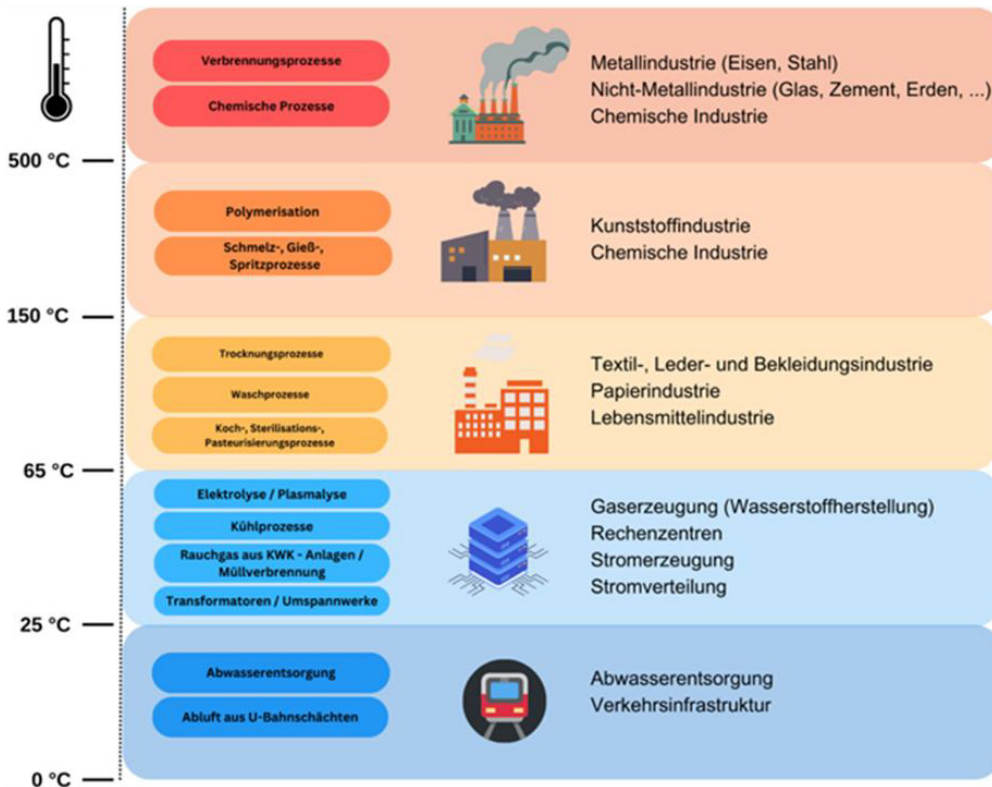 Verbrennungsprozesse
Chemische Prozesse
Metallindustrie (Eisen, Stahl)
Nicht-Metallindustrie (Glas, Zement, Erden, ...)
Chemische Industrie
500 °C
Polymerisation
Schmelz-, Gieß-,
Spritzprozesse
Kunststoffindustrie
Chemische Industrie
150 °C
Trocknungsprozesse
Waschprozesse
Koch-, Sterilisations-,
Pasteurisierungsprozesse
Textil-, Leder- und Bekleidungsindustrie
Papierindustrie
Lebensmittelindustrie
65 °C
Elektrolyse / Plasmalyse
Kühlprozesse
Rauchgas aus KWK - Anlagen /
Müllverbrennung
Transformatoren / Umspannwerke
Gaserzeugung (Wasserstoffherstellung)
Rechenzentren
Stromerzeugung
Stromverteilung
25 °C
Abwasserentsorgung
Abluft aus U-Bahnschächten
Abwasserentsorgung
Verkehrsinfrastruktur
0 °C